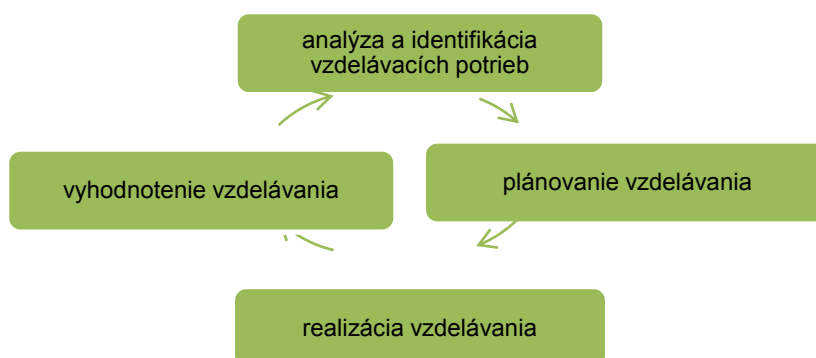 analýza a identifikácia
vzdelávacích potrieb
plánovanie vzdelávania
vyhodnotenie vzdelávania
realizácia vzdelávania